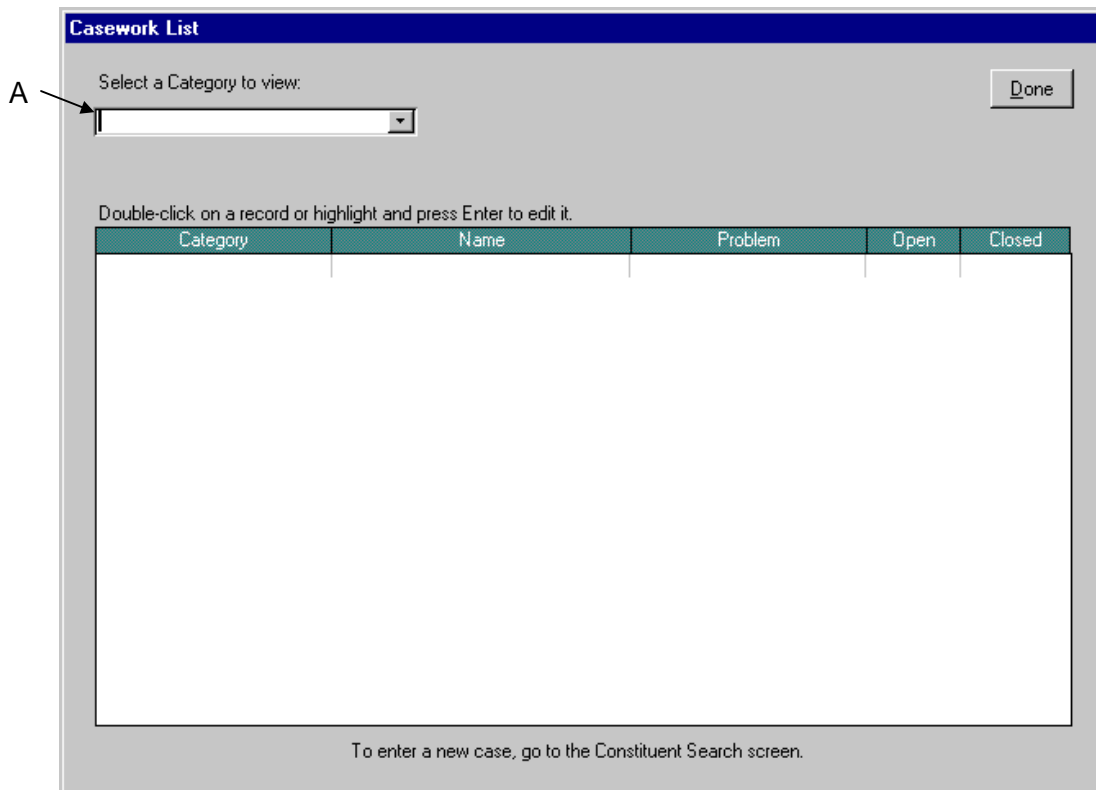 Casework List
Select a Category to view:
Done
A
Double-click on a record or highlight and press Enter to edit it.
Category Name Problem Open Closed
To enter a new case, go to the Constituent Search screen.